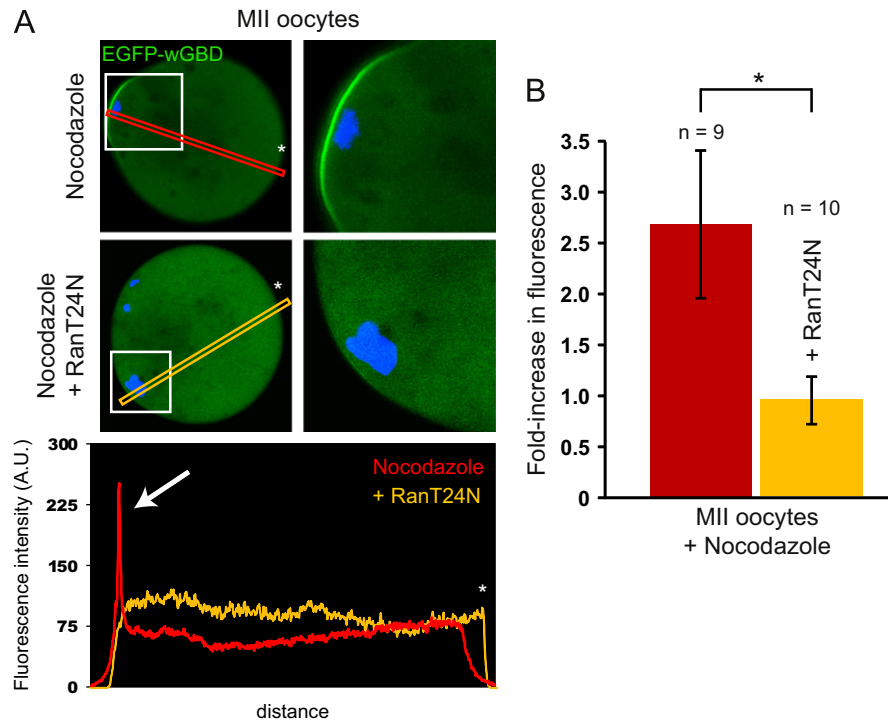 A
MII oocytes
EGFP-wGBD
Nocodazole
*
Nocodazole
+ RanT24N
*
Fluorescence intensity (A.U.)
300
225
150
75
0
Nocodazole
+ RanT24N
*
distance
B
*
Fold-increase in fluorescence
3.5
3.0
2.5
2.0
1.5
1.0
0.5
0
n = 9
n = 10
+ RanT24N
MII oocytes
+ Nocodazole